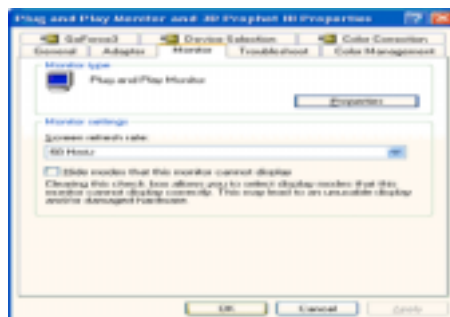 Plug and Play Monitor and 3D Prophet III Properties
GeForce3 Device Selection Color Correction
General Adapter Monitor Troubleshoot Color Management
Monitor type
Plug and Play Monitor
Properties
Monitor settings
Screen refresh rate:
60 Hertz
Hide modes that this monitor cannot display
Clearing this check box allows you to select display modes that this
monitor cannot display correctly. This may lead to an unusable display
and/or damaged hardware.
OK Cancel Apply